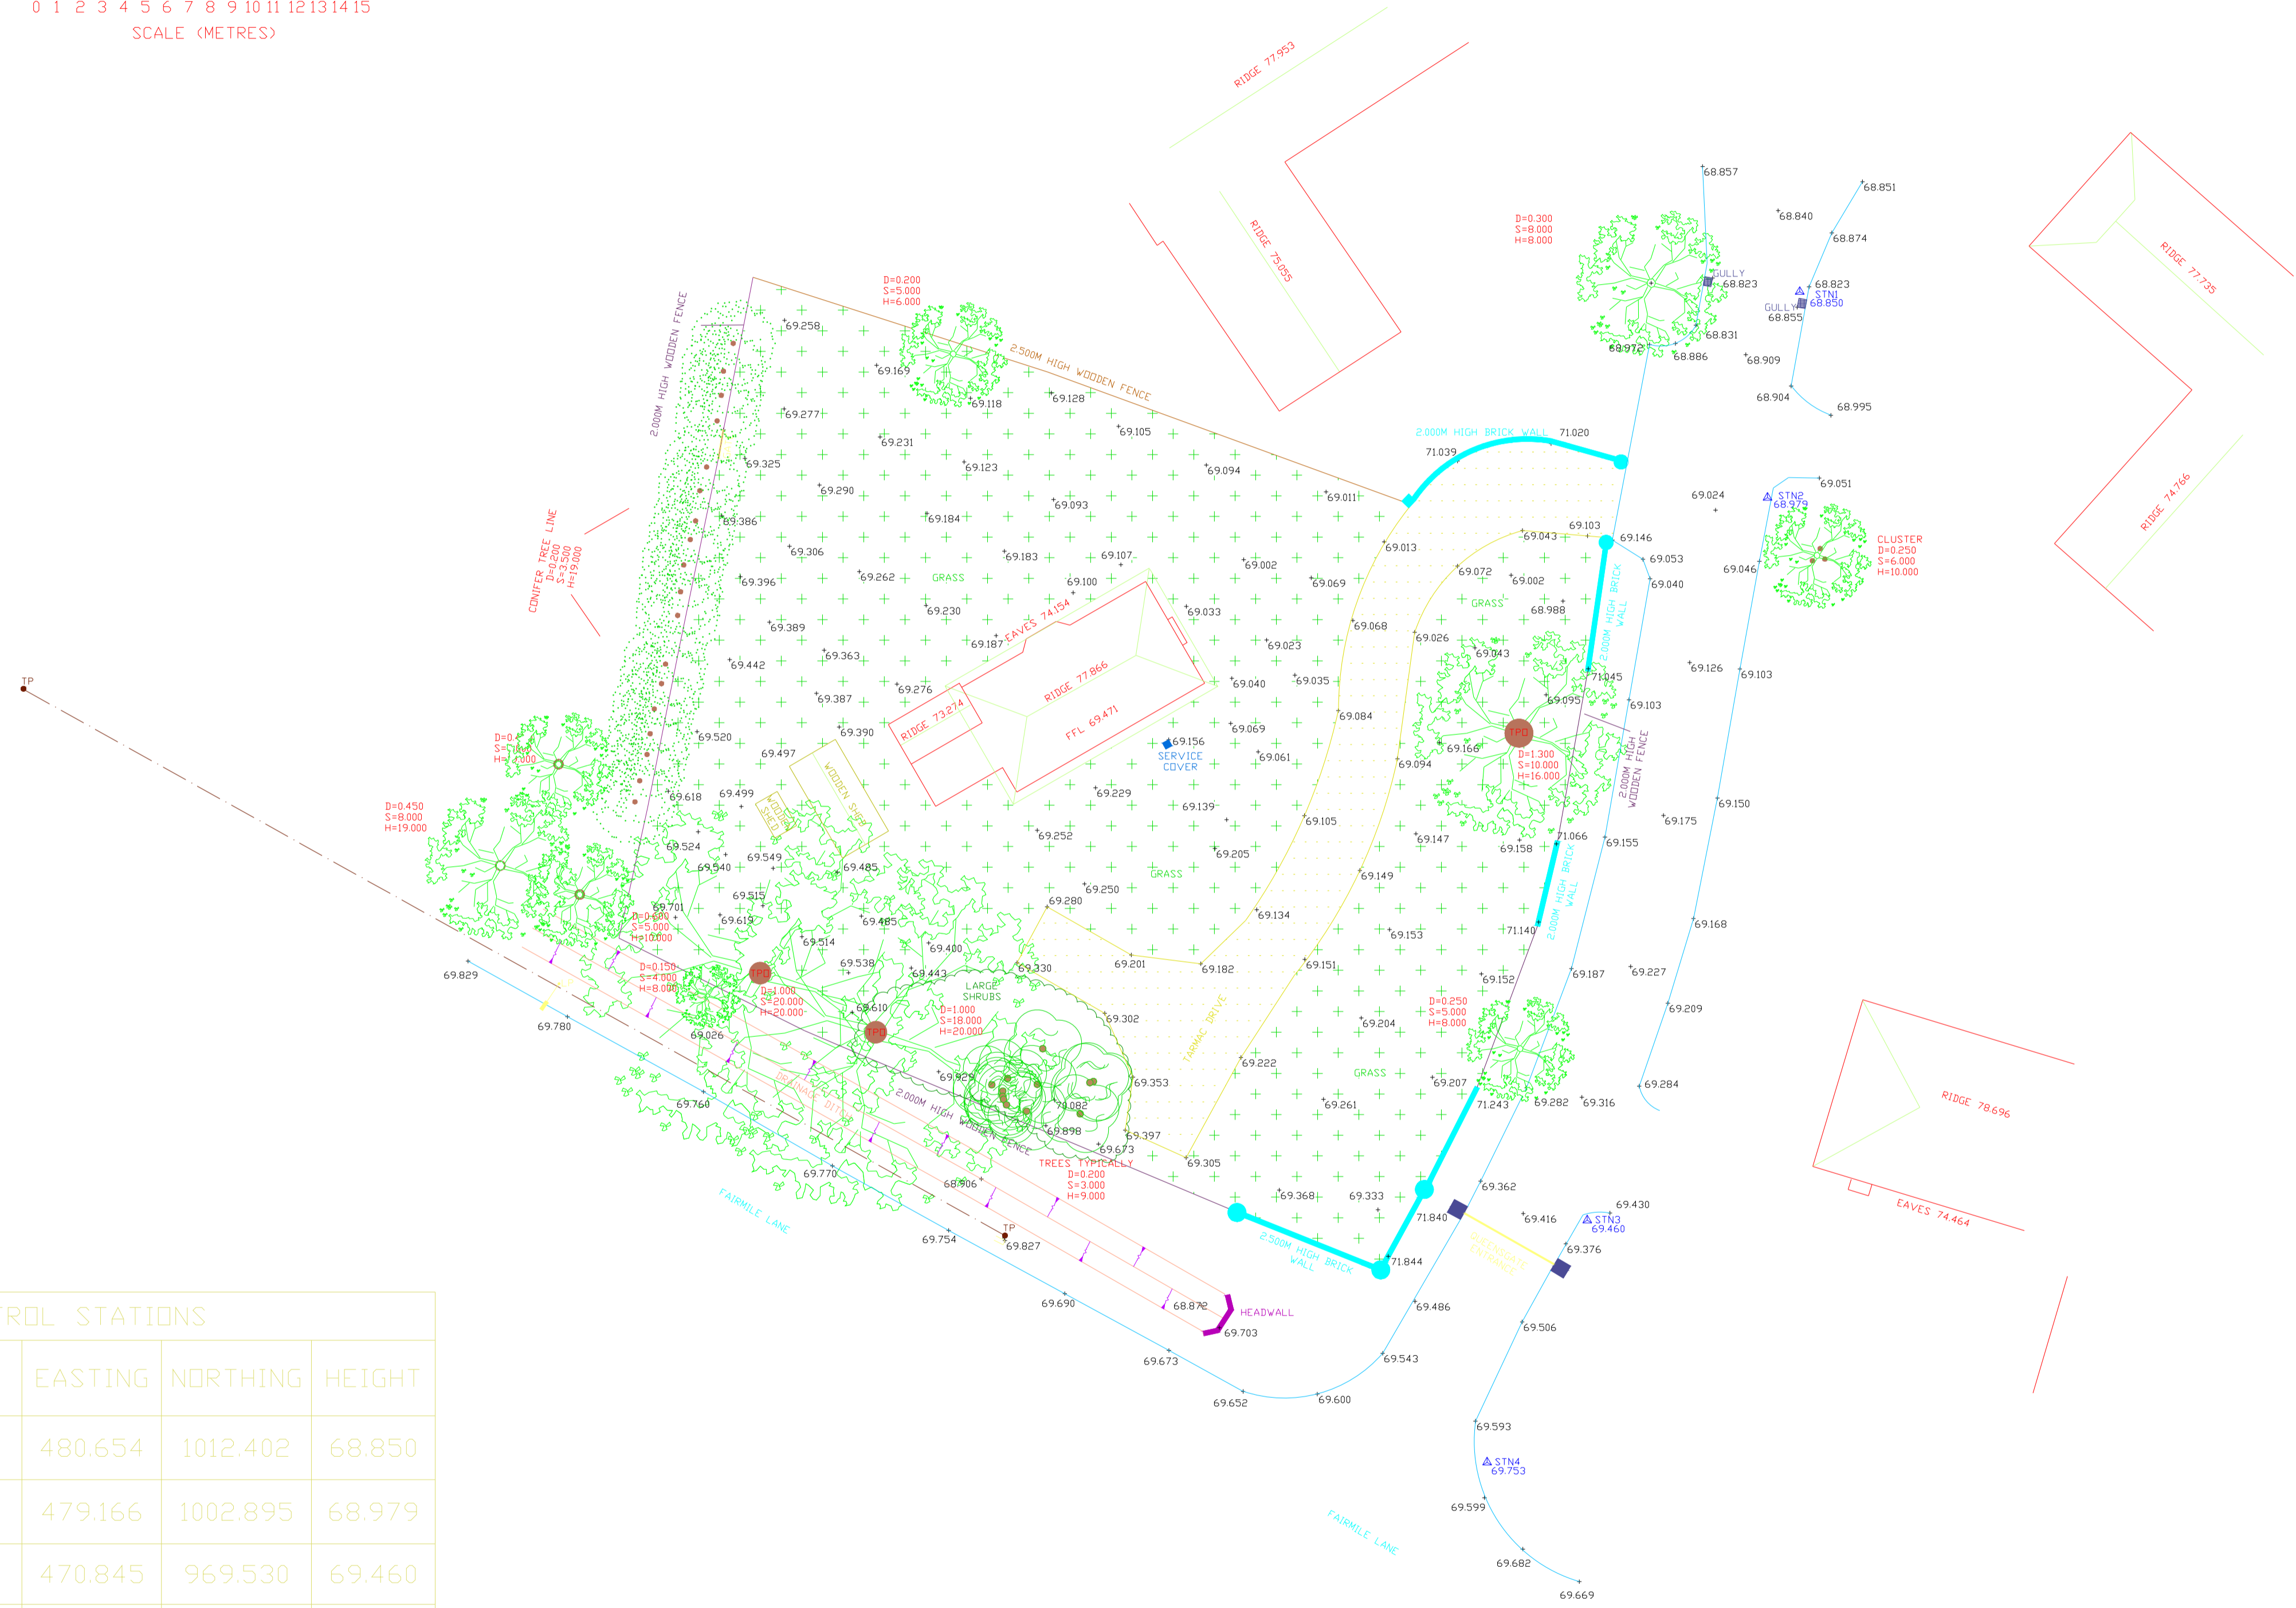 0 1 2 3 4 5 6 7 8 9 10 11 12 13 14 15
SCALE (METRES)
RIDGE 77.953
RIDGE 75.055
D=0.300
S=8.000
H=8.000
68.857
68.851
68.840
68.874
GULLY
68.823
68.823
STN1
68.850
GULLY
68.855
68.831
68.972
68.886
68.909
68.904
68.995
RIDGE 77.735
RIDGE 74.766
D=0.200
S=5.000
H=6.000
2.000M HIGH WOODEN FENCE
2.500M HIGH WOODEN FENCE
69.258
69.169
69.118
69.128
69.277
69.105
69.231
69.325
69.123
69.094
69.290
69.093
69.011
69.386
69.184
2.000M HIGH BRICK WALL
71.020
71.039
69.024
STN2
68.979
69.051
69.103
69.146
69.043
69.013
69.053
69.046
CLUSTER
D=0.250
S=6.000
H=10.000
CONIFER TREE LINE
D=0.200
S=3.500
H=19.000
69.306
69.183
69.107
69.002
69.396
69.262
GRASS
69.100
69.069
69.072
69.002
69.040
69.230
69.033
GRASS
68.988
69.389
69.187
EAVES 74.154
69.068
69.026
2.000M HIGH BRICK
WALL
69.363
69.023
69.043
69.442
69.126
69.103
71.045
69.387
69.276
RIDGE 77.866
69.040
69.035
69.095
69.103
TP
RIDGE 73.274
FFL 69.471
69.084
69.520
69.390
69.069
69.156
SERVICE
COVER
69.061
69.166
TPO
D=1.300
S=10.000
H=16.000
2.000M HIGH
WOODEN FENCE
69.497
69.094
WOODEN SHED
WOODEN
SHED
69.618
69.499
69.229
69.139
69.105
69.150
69.175
D=0.450
S=8.000
H=19.000
69.524
69.252
69.147
69.158
71.066
69.155
69.540
69.549
69.485
69.205
69.149
GRASS
69.515
69.250
2.000M HIGH BRICK
WALL
69.701
69.619
69.485
69.280
69.134
69.168
S=5.000
H=10.000
69.514
69.400
69.153
71.140
69.829
D=0.150
S=4.000
H=8.000
TPO
69.538
69.443
69.330
69.201
69.182
69.151
69.152
69.187
69.227
D=1.000
S=20.000
H=20.000
LARGE
SHRUBS
69.610
D=1.000
S=18.000
H=20.000
69.302
69.204
D=0.250
S=5.000
H=8.000
69.209
69.780
69.026
TPO
TARMAC DRIVE
69.222
GRASS
DRAINAGE DITCH
69.929
69.353
69.207
69.284
69.760
2.000M HIGH
WOODEN FENCE
70.082
69.261
71.243
69.282
69.316
RIDGE 78.696
69.898
69.397
69.673
69.305
69.770
68.906
TREES TYPICALLY
D=0.200
S=3.000
H=9.000
69.368
69.333
69.362
FAIRMILE LANE
69.754
TP
69.827
71.840
69.416
69.430
STN3
69.460
EAVES 74.464
2.500M HIGH BRICK
WALL
71.844
69.376
ENTRANCE
69.690
68.872
HEADWALL
69.703
69.486
69.506
69.673
69.543
69.652
69.600
69.593
STN4
69.753
69.599
FAIRMILE LANE
69.682
69.669
TROL STATIONS
EASTING NORTHING HEIGHT
480.654 1012.402 68.850
479.166 1002.895 68.979
470.845 969.530 69.460